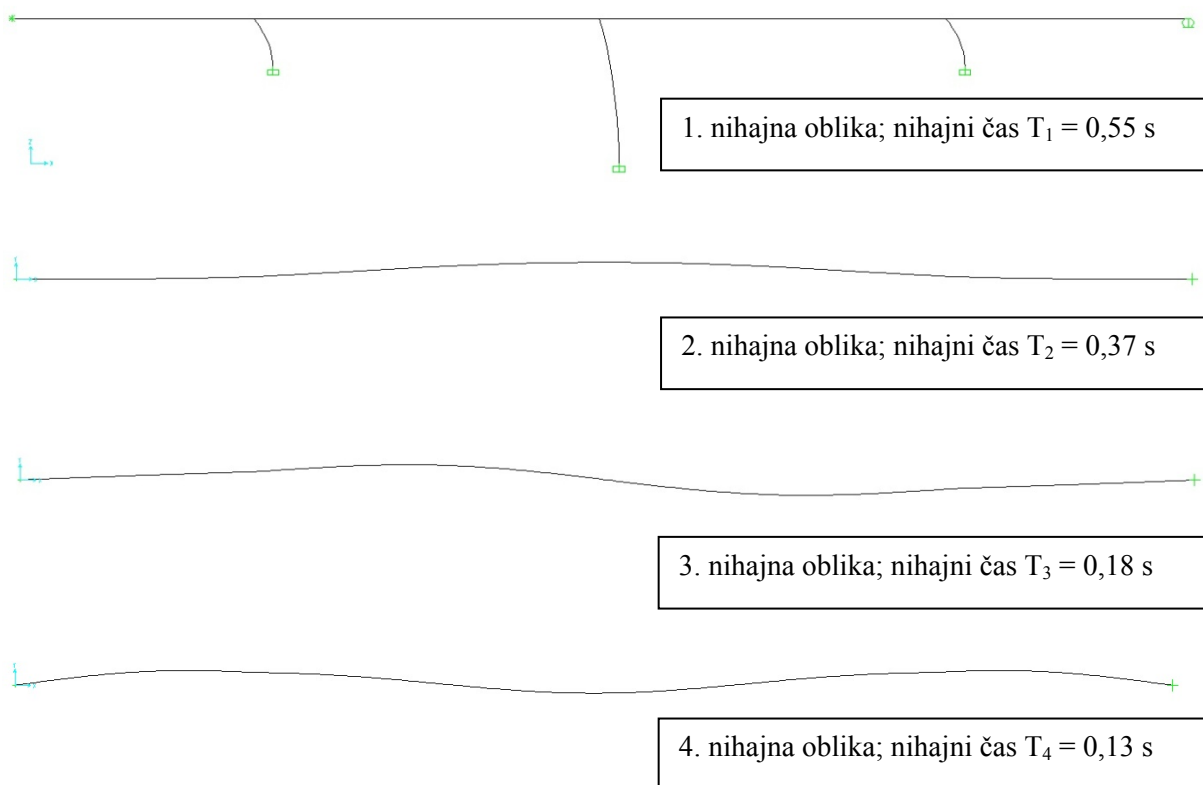 1. nihajna oblika; nihajni čas T₁ = 0,55 s
2. nihajna oblika; nihajni čas T₂ = 0,37 s
3. nihajna oblika; nihajni čas T₃ = 0,18 s
4. nihajna oblika; nihajni čas T₄ = 0,13 s